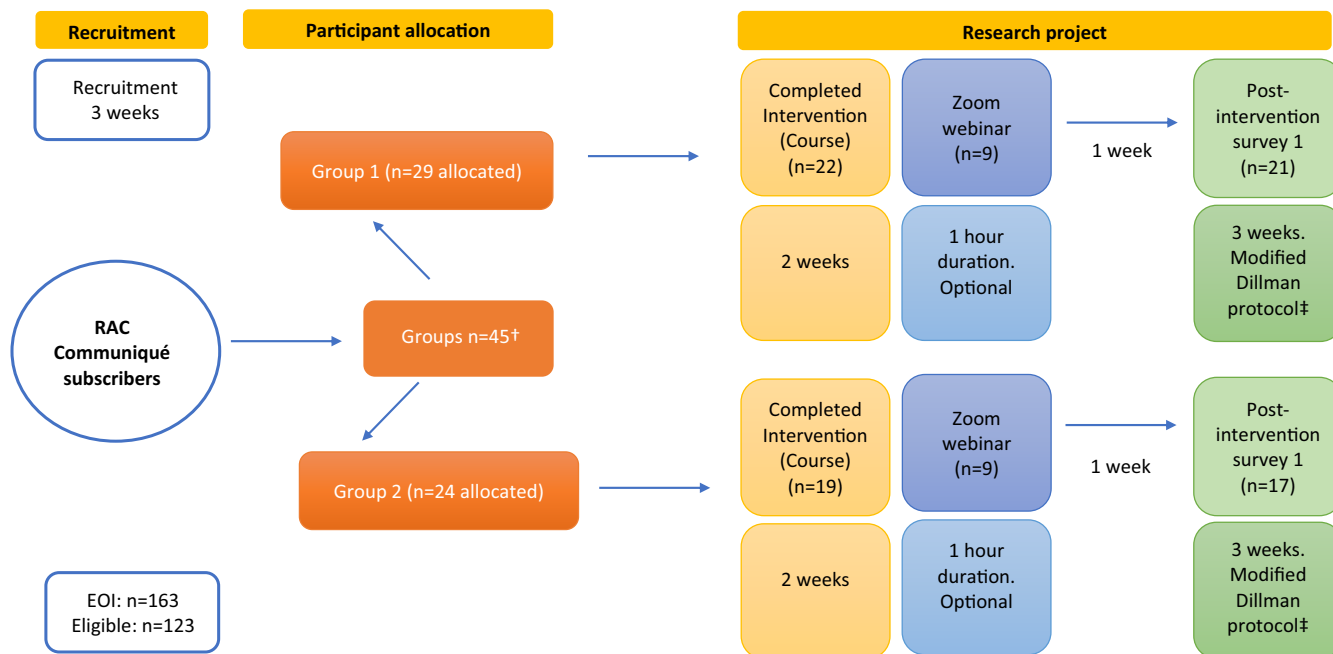 Recruitment
Participant allocation
Research project
Recruitment
3 weeks
Group 1 (n=29 allocated)
Completed
Intervention
(Course)
(n=22)
Zoom
webinar
(n=9)
1 week
Post-
intervention
survey 1
(n=21)
2 weeks
1 hour
duration.
Optional
3 weeks.
Modified
Dillman
protocol‡
RAC
Communiqué
subscribers
Groups n=45†
Group 2 (n=24 allocated)
Completed
Intervention
(Course)
(n=19)
Zoom
webinar
(n=9)
1 week
Post-
intervention
survey 1
(n=17)
2 weeks
1 hour
duration.
Optional
3 weeks.
Modified
Dillman
protocol‡
EOI: n=163
Eligible: n=123